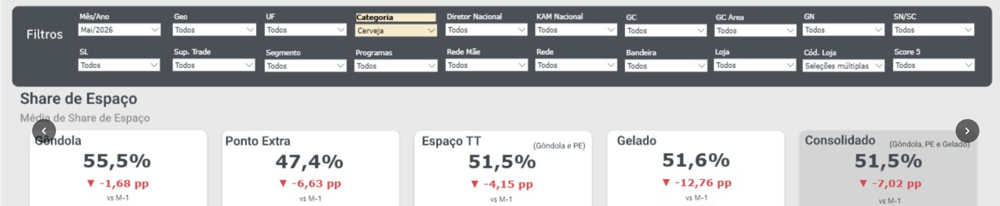 Filtros
Mês/Ano Geo UF Categoria Diretor Nacional KAM Nacional GC GC Área GN SN/SC
Mai/2026 Todos Todos Cerveja Todos Todos Todos Todos Todos Todos
SL Sup. Trade Segmento Programas Rede Mãe Rede Bandeira Loja Cód. Loja Score 5
Todos Todos Todos Todos Todos Todos Todos Todos Seleções múltiplas Todos
Share de Espaço
Média de Share de Espaço
Gôndola
55,5%
▼ -1,68 pp
vs M-1
Ponto Extra
47,4%
▼ -6,63 pp
vs M-1
Espaço TT (Gôndola e PE)
51,5%
▼ -4,15 pp
vs M-1
Gelado
51,6%
▼ -12,76 pp
vs M-1
Consolidado (Gôndola, PE e Gelado)
51,5%
▼ -7,02 pp
vs M-1